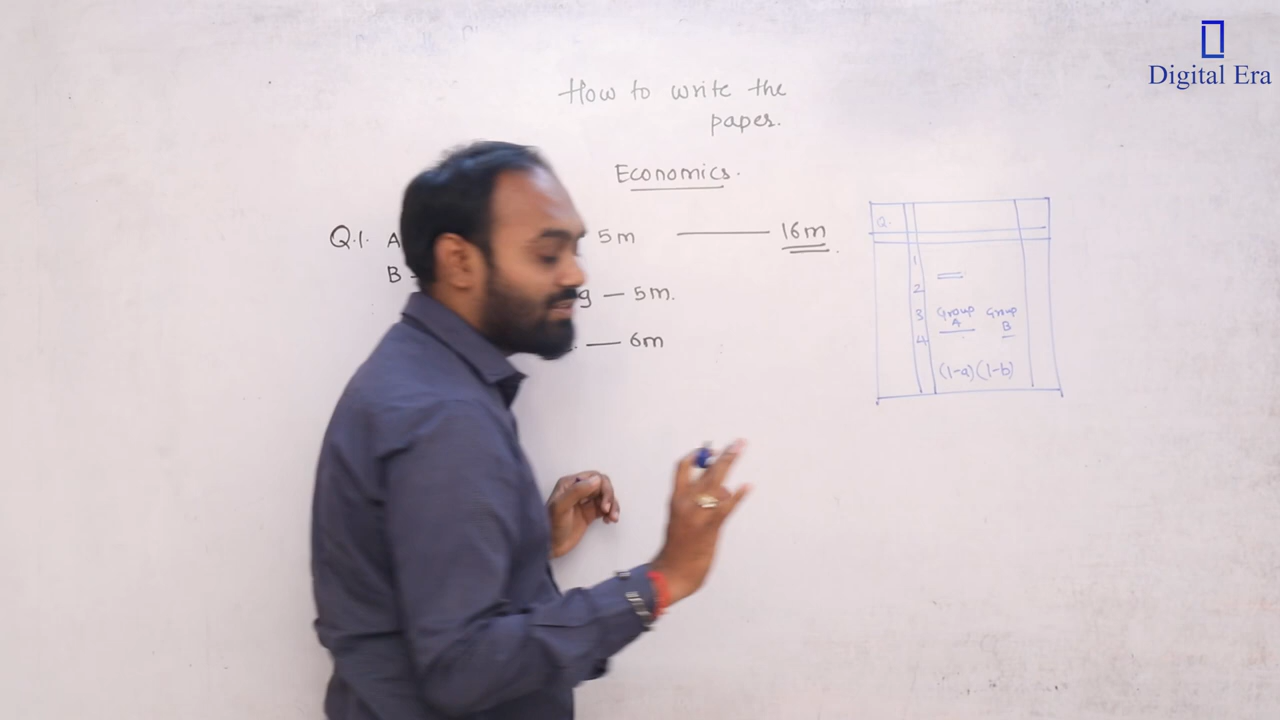 Digital Era
How to write the
papes.
Economics.
Q.1. A 5m —— 16m
B -
g — 5m.
. — 6m
Q.
1
2
3 Group Group
A B
4
(1-a) (1-b)